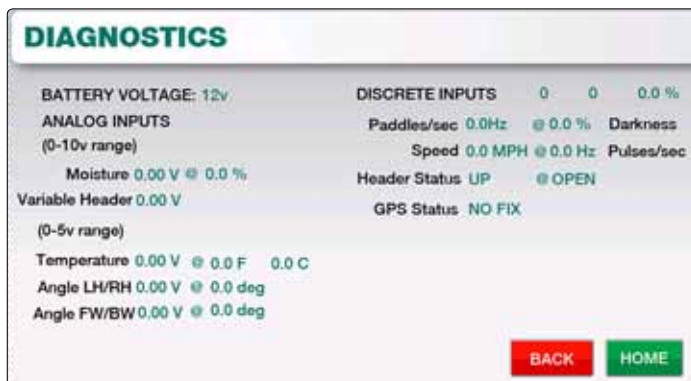 DIAGNOSTICS
BATTERY VOLTAGE: 12v
ANALOG INPUTS
(0-10v range)
Moisture 0.00 V @ 0.0 %
Variable Header 0.00 V
(0-5v range)
Temperature 0.00 V @ 0.0 F 0.0 C
Angle LH/RH 0.00 V @ 0.0 deg
Angle FW/BW 0.00 V @ 0.0 deg
DISCRETE INPUTS 0 0 0.0 %
Paddles/sec 0.0Hz @ 0.0 % Darkness
Speed 0.0 MPH @ 0.0 Hz Pulses/sec
Header Status UP @ OPEN
GPS Status NO FIX
BACK HOME